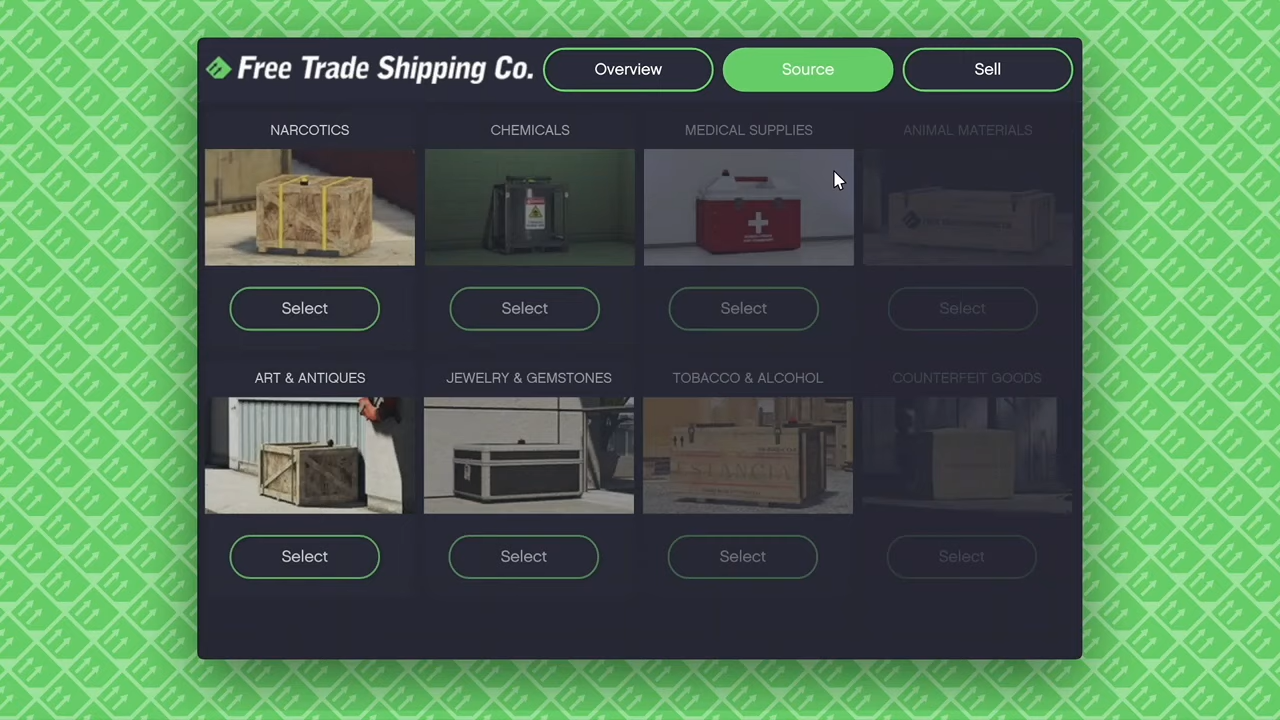 Free Trade Shipping Co.
Overview
Source
Sell
NARCOTICS
CHEMICALS
MEDICAL SUPPLIES
ANIMAL MATERIALS
Select
Select
Select
Select
ART & ANTIQUES
JEWELRY & GEMSTONES
TOBACCO & ALCOHOL
COUNTERFEIT GOODS
ESTANCIA
Select
Select
Select
Select